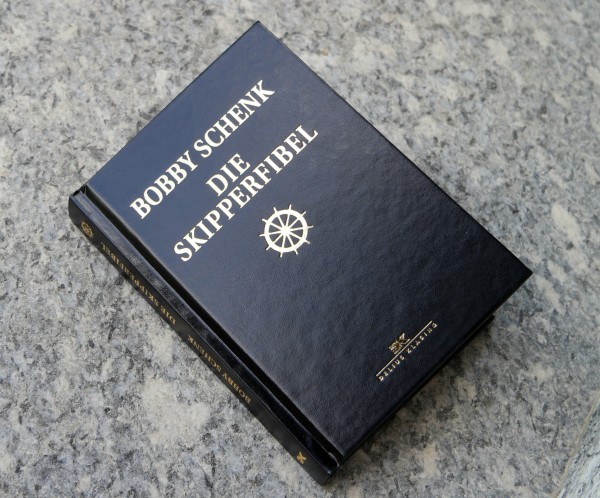 BOBBY SCHENK
DIE
SKIPPERFIBEL
DELIUS KLASING
BOBBY SCHENK DIE SKIPPERFIBEL